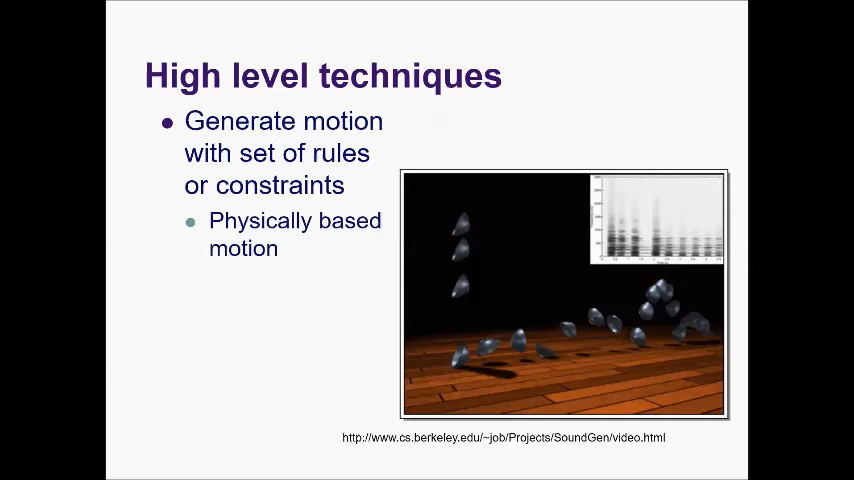 High level techniques
Generate motion
with set of rules
or constraints
Physically based
motion
http://www.cs.berkeley.edu/~job/Projects/SoundGen/video.html